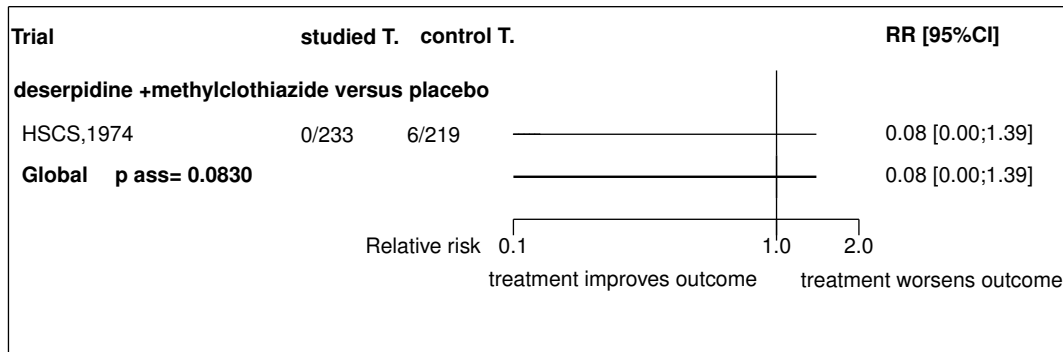 Trial studied T. control T. RR [95%CI]
deserpidine +methylclothiazide versus placebo
HSCS,1974 0/233 6/219 0.08 [0.00;1.39]
Global p ass= 0.0830 0.08 [0.00;1.39]
Relative risk 0.1 1.0 2.0
treatment improves outcome treatment worsens outcome